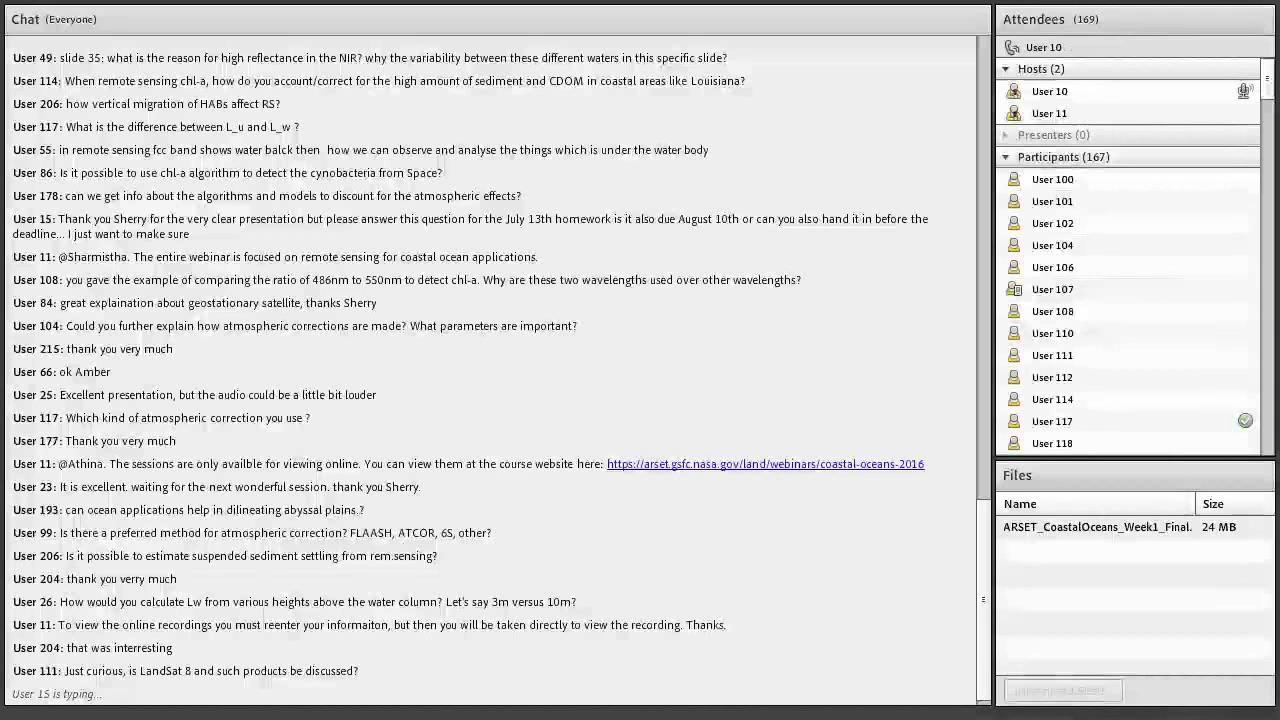 Chat (Everyone)
User 49: slide 35: what is the reason for high reflectance in the NIR? why the variability between these different waters in this specific slide?
User 114: When remote sensing chl-a, how do you account/correct for the high amount of sediment and CDOM in coastal areas like Louisiana?
User 206: how vertical migration of HABs affect RS?
User 117: What is the difference between L_u and L_w ?
User 55: in remote sensing fcc band shows water balck then how we can observe and analyse the things which is under the water body
User 86: Is it possible to use chl-a algorithm to detect the cynobacteria from Space?
User 178: can we get info about the algorithms and models to discount for the atmospheric effects?
User 15: Thank you Sherry for the very clear presentation but please answer this question for the July 13th homework is it also due August 10th or can you also hand it in before the
deadline... I just want to make sure
User 11: @Sharmistha. The entire webinar is focused on remote sensing for coastal ocean applications.
User 108: you gave the example of comparing the ratio of 486nm to 550nm to detect chl-a. Why are these two wavelengths used over other wavelengths?
User 84: great explaination about geostationary satellite, thanks Sherry
User 104: Could you further explain how atmospheric corrections are made? What parameters are important?
User 215: thank you very much
User 66: ok Amber
User 25: Excellent presentation, but the audio could be a little bit louder
User 117: Which kind of atmospheric correction you use ?
User 177: Thank you very much
User 11: @Athina. The sessions are only availble for viewing online. You can view them at the course website here: https://arset.gsfc.nasa.gov/land/webinars/coastal-oceans-2016
User 23: It is excellent. waiting for the next wonderful session. thank you Sherry.
User 193: can ocean applications help in dilineating abyssal plains.?
User 99: Is there a preferred method for atmospheric correction? FLAASH, ATCOR, 6S, other?
User 206: Is it possible to estimate suspended sediment settling from rem.sensing?
User 204: thank you verry much
User 26: How would you calculate Lw from various heights above the water column? Let's say 3m versus 10m?
User 11: To view the online recordings you must reenter your informaiton, but then you will be taken directly to view the recording. Thanks.
User 204: that was interresting
User 111: Just curious, is LandSat 8 and such products be discussed?
User 15 is typing...
Attendees (169)
User 10
Hosts (2)
User 10
User 11
Presenters (0)
Participants (167)
User 100
User 101
User 102
User 104
User 106
User 107
User 108
User 110
User 111
User 112
User 114
User 117
User 118
Files
Name Size
ARSET_CoastalOceans_Week1_Final. 24 MB